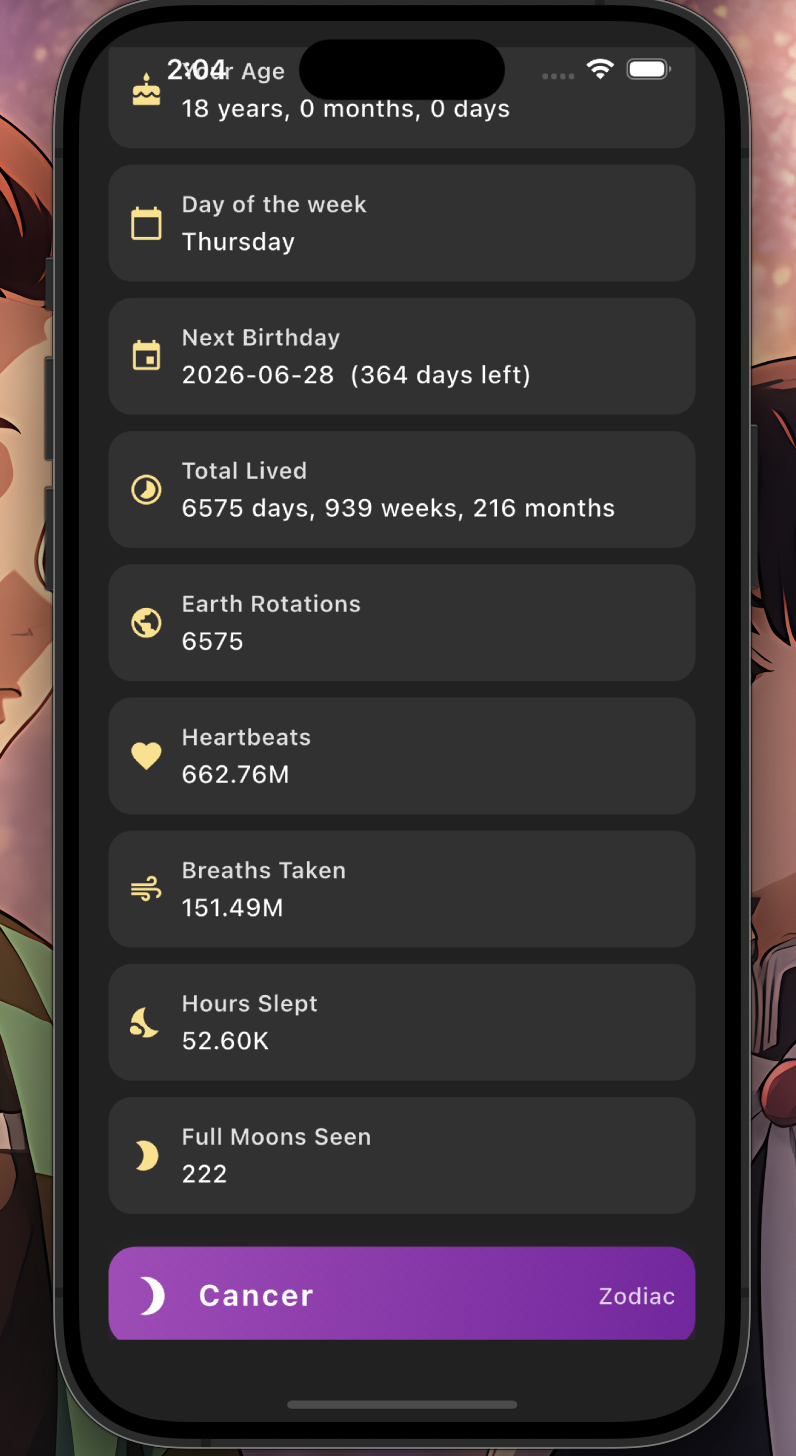 2:04
Your Age
18 years, 0 months, 0 days
Day of the week
Thursday
Next Birthday
2026-06-28 (364 days left)
Total Lived
6575 days, 939 weeks, 216 months
Earth Rotations
6575
Heartbeats
662.76M
Breaths Taken
151.49M
Hours Slept
52.60K
Full Moons Seen
222
Cancer Zodiac